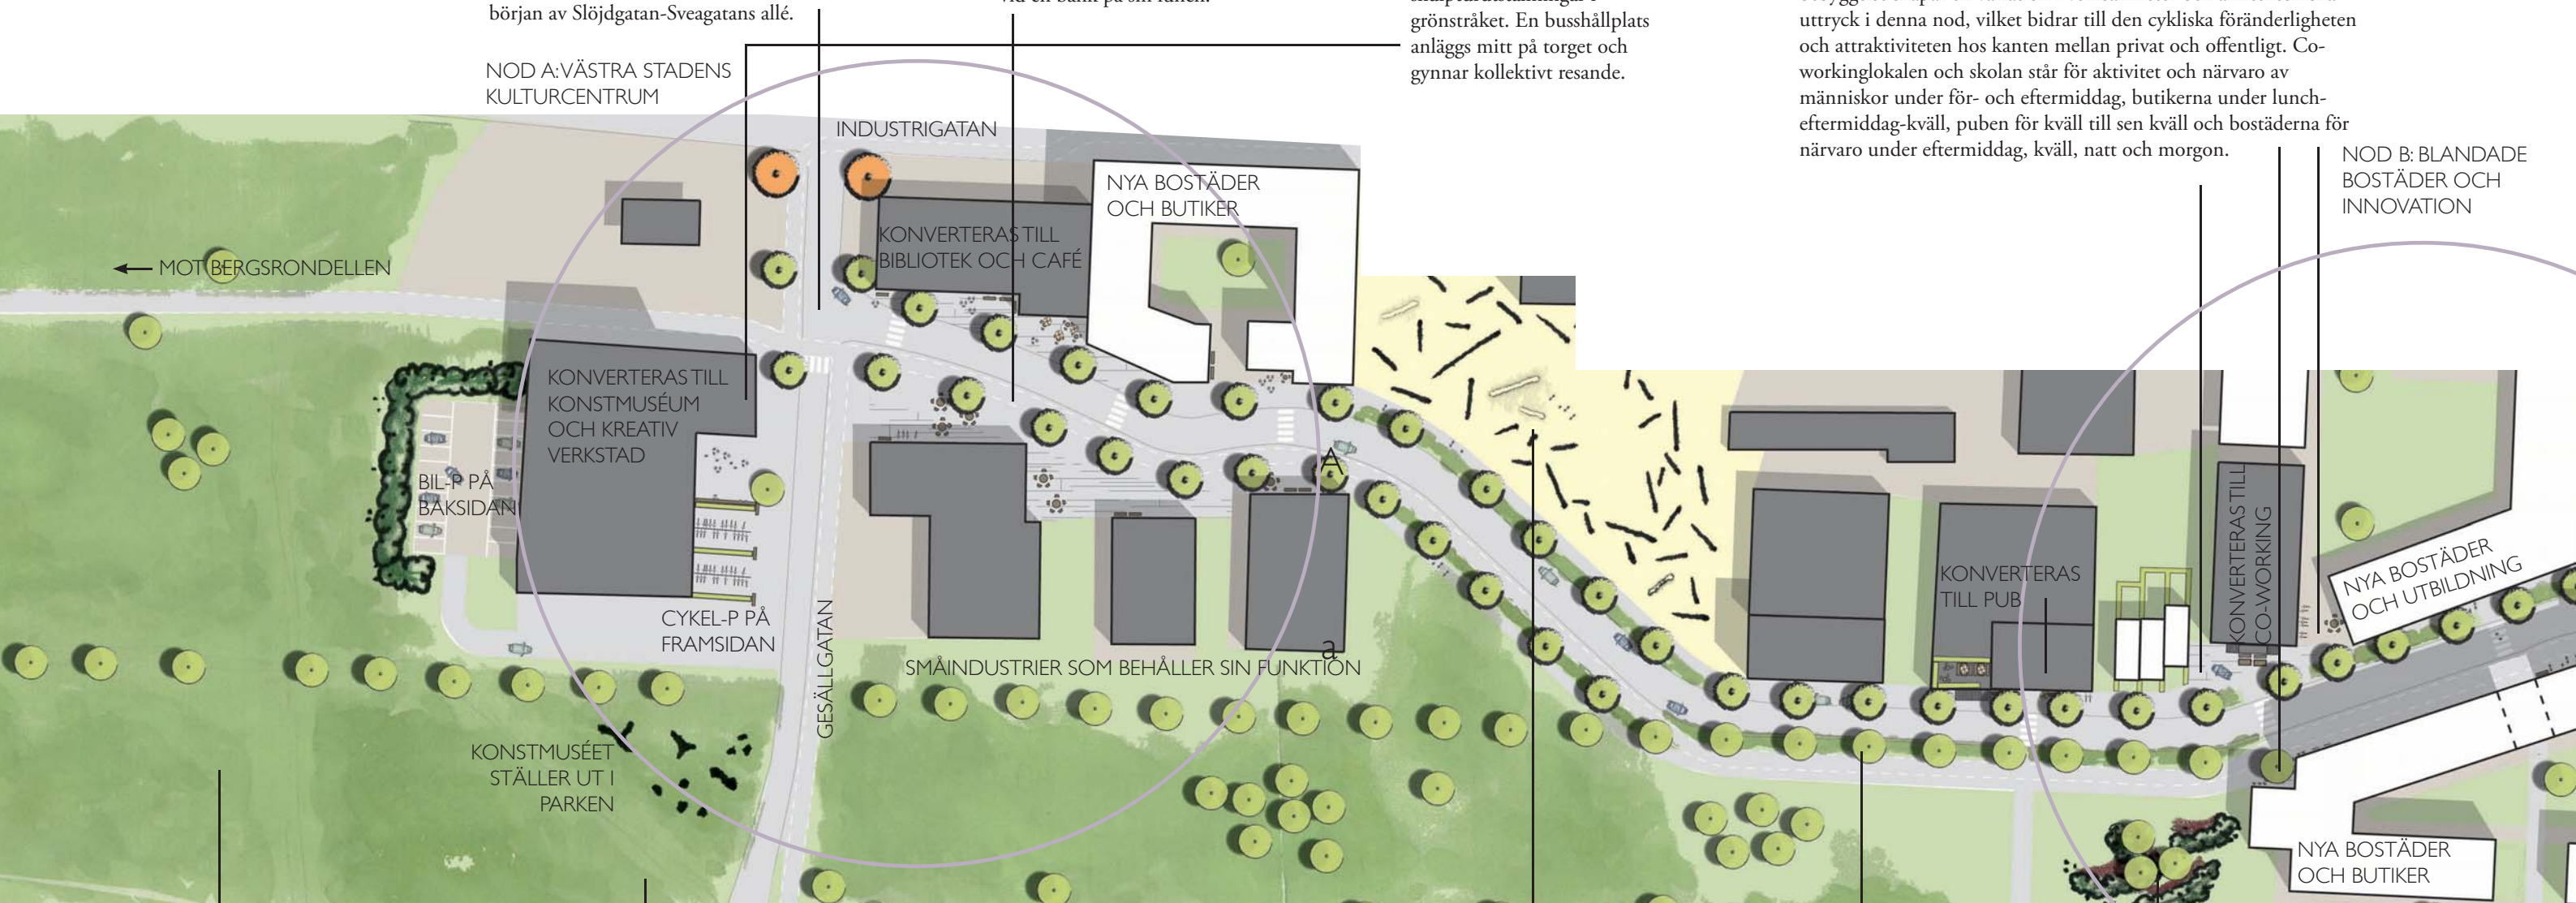 början av Slöjdgatan-Sveagatans allé.
grönstråket. En busshållplats
anläggs mitt på torget och
gynnar kollektivt resande.
uttryck i denna nod, vilket bidrar till den cykliska föränderligheten
och attraktiviteten hos kanten mellan privat och offentligt. Co-
workinglokalen och skolan står för aktivitet och närvaro av
människor under för- och eftermiddag, butikerna under lunch-
eftermiddag-kväll, puben för kväll till sen kväll och bostäderna för
närvaro under eftermiddag, kväll, natt och morgon.
NOD A: VÄSTRA STADENS
KULTURCENTRUM
INDUSTRIGATAN
NYA BOSTÄDER
OCH BUTIKER
NOD B: BLANDADE
BOSTÄDER OCH
INNOVATION
KONVERTERAS TILL
BIBLIOTEK OCH CAFÉ
MOT BERGSRONDELLEN
KONVERTERAS TILL
KONSTMUSÉUM
OCH KREATIV
VERKSTAD
BIL-P PÅ
BAKSIDAN
A
KONVERTERAS TILL
CO-WORKING
NYA BOSTÄDER
OCH UTBILDNING
KONVERTERAS
TILL PUB
CYKEL-P PÅ
FRAMSIDAN
GESÄLLGATAN
a
SMÅINDUSTRIER SOM BEHÅLLER SIN FUNKTION
KONSTMUSÉET
STÄLLER UT I
PARKEN
NYA BOSTÄDER
OCH BUTIKER